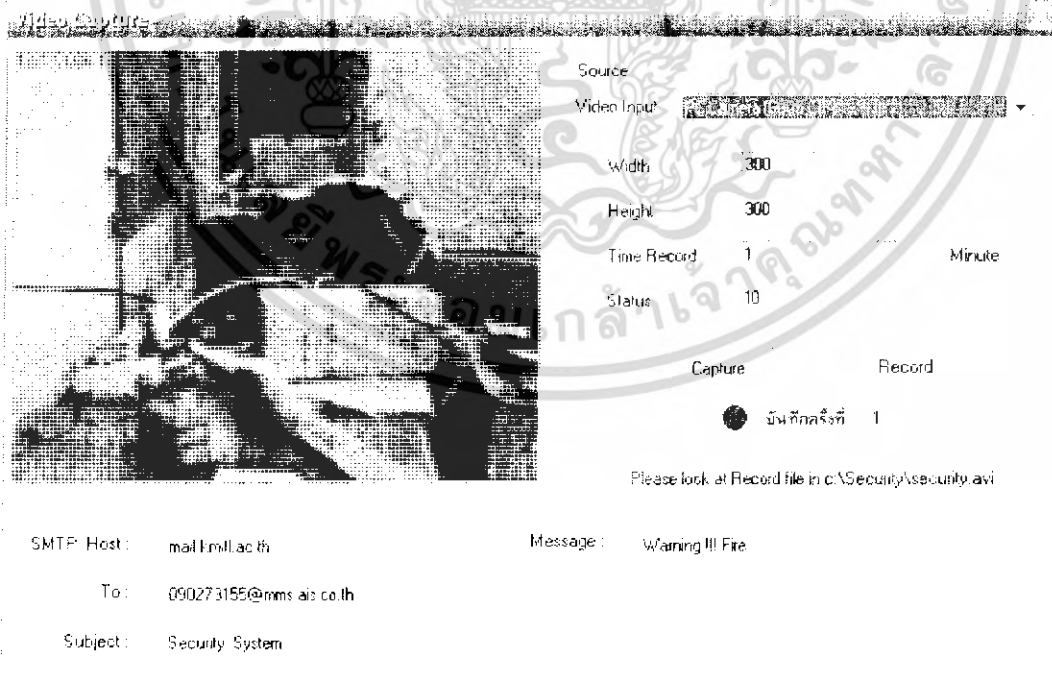 Video Capture
Source
Video Input
Width 300
Height 300
Time Record 1 Minute
Status 10
Capture Record
บันทึกครั้งที่ 1
Please look at Record file in c:\Security\security.avi
SMTP Host : mail.kmitl.ac.th
Message : Warning !!! Fire
To : 090273155@mms.ais.co.th
Subject : Security System